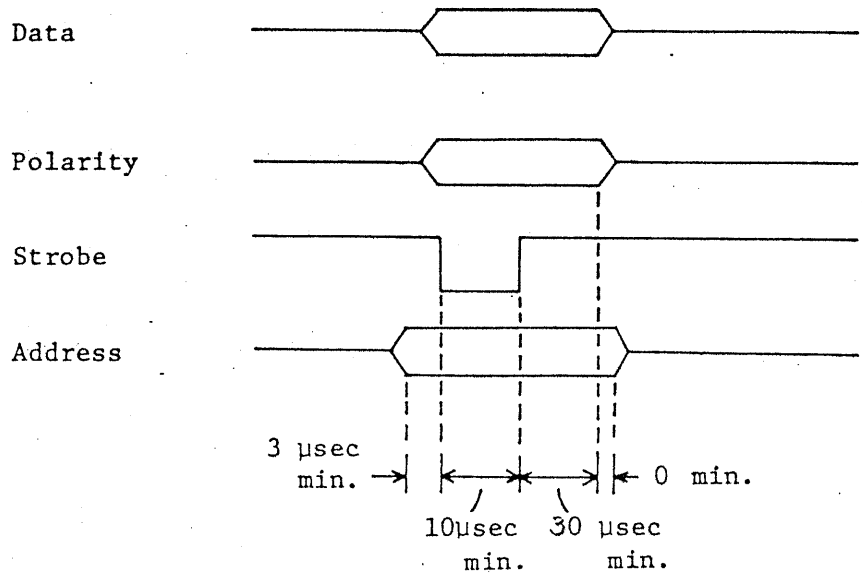 Data
Polarity
Strobe
Address
3 µsec
min.
0 min.
10µsec
min.
30 µsec
min.